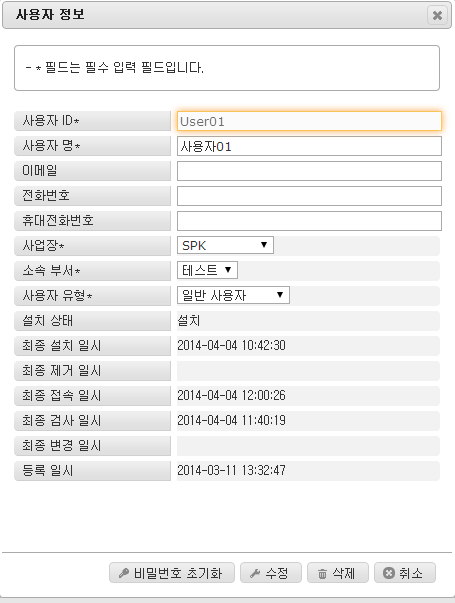 사용자 정보
- * 필드는 필수 입력 필드입니다.
사용자 ID* User01
사용자 명* 사용자01
이메일
전화번호
휴대전화번호
사업장* SPK
소속 부서* 테스트
사용자 유형* 일반 사용자
설치 상태 설치
최종 설치 일시 2014-04-04 10:42:30
최종 제거 일시
최종 접속 일시 2014-04-04 12:00:26
최종 검사 일시 2014-04-04 11:40:19
최종 변경 일시
등록 일시 2014-03-11 13:32:47
비밀번호 초기화 수정 삭제 취소